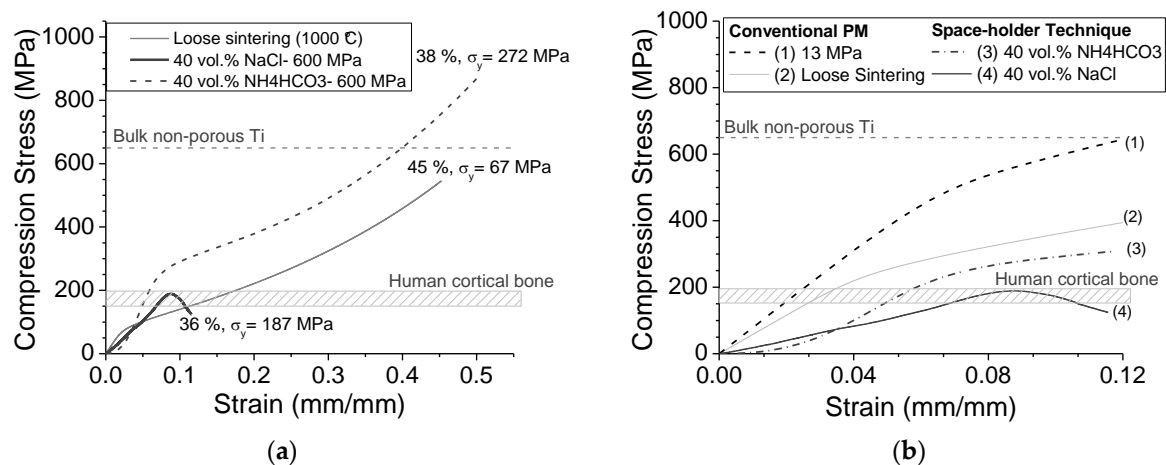 (a)
(b)
Compression Stress (MPa)
1000
800
600
400
200
0
Loose sintering (1000 ºC)
40 vol.% NaCl- 600 MPa
40 vol.% NH4HCO3- 600 MPa
38 %, σy= 272 MPa
Bulk non-porous Ti
45 %, σy= 67 MPa
Human cortical bone
36 %, σy= 187 MPa
0.0 0.1 0.2 0.3 0.4 0.5
Strain (mm/mm)
(a)
Compression Stress (MPa)
1000
800
600
400
200
0
Conventional PM
(1) 13 MPa
(2) Loose Sintering
Space-holder Technique
(3) 40 vol.% NH4HCO3
(4) 40 vol.% NaCl
Bulk non-porous Ti
(1)
(2)
(3)
Human cortical bone
(4)
0.00 0.04 0.08 0.12
Strain (mm/mm)
(b)